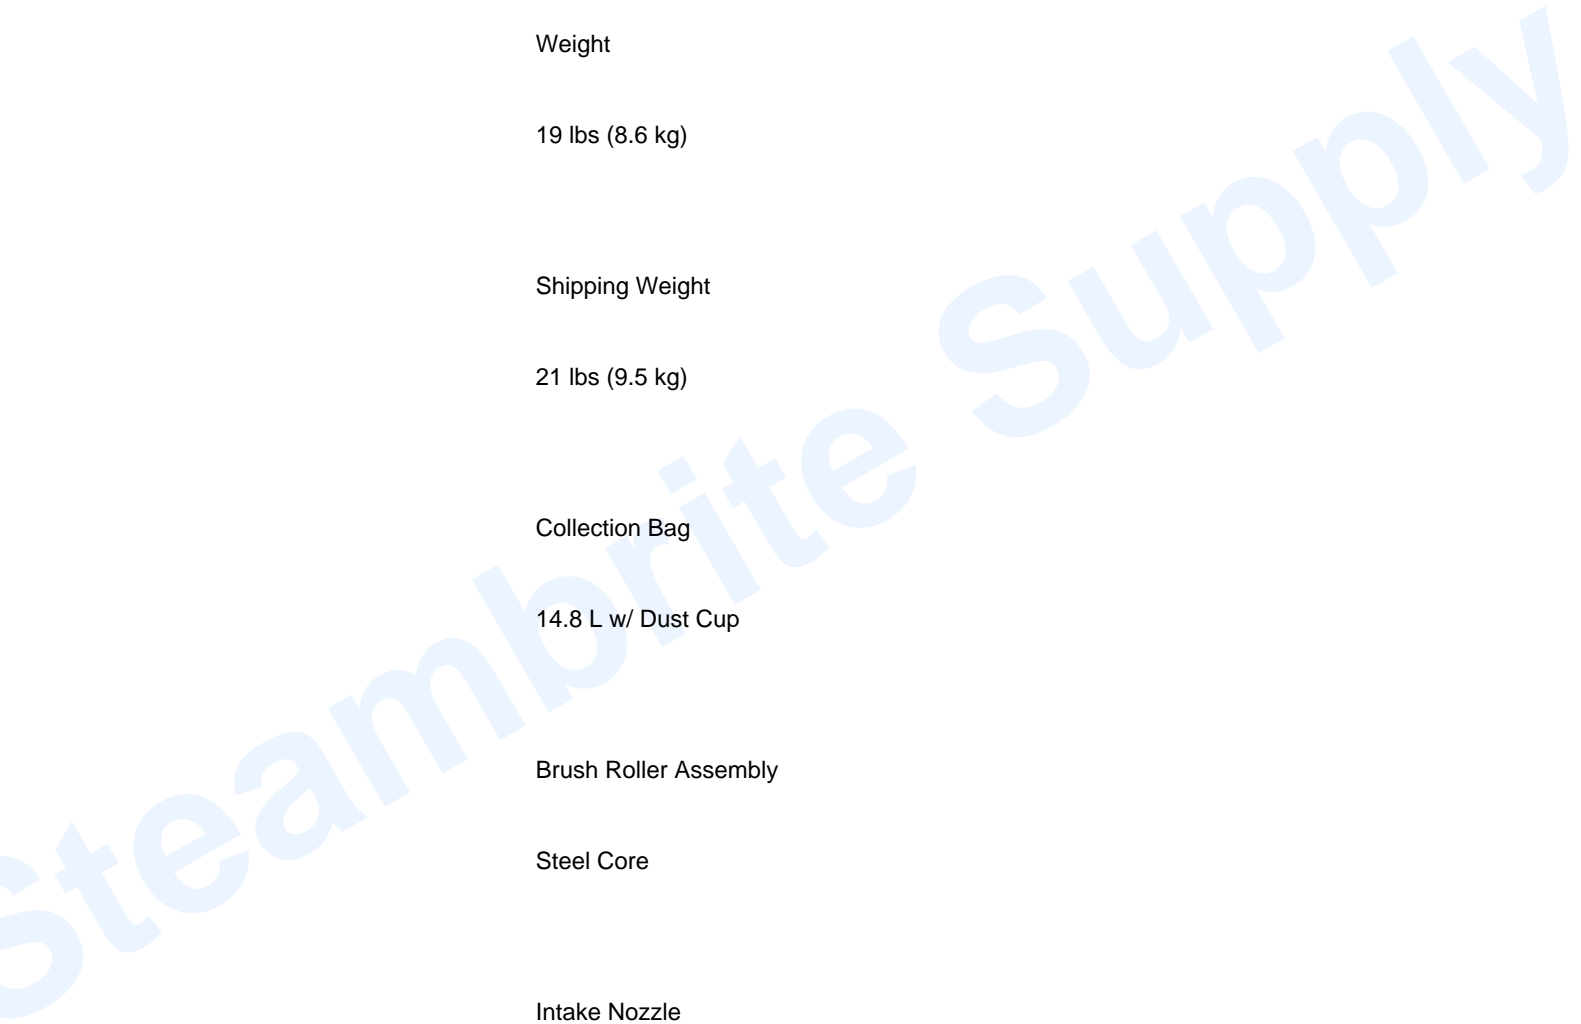 Weight
19 lbs (8.6 kg)
Shipping Weight
21 lbs (9.5 kg)
Collection Bag
14.8 L w/ Dust Cup
Brush Roller Assembly
Steel Core
Intake Nozzle
Steambrite Supply